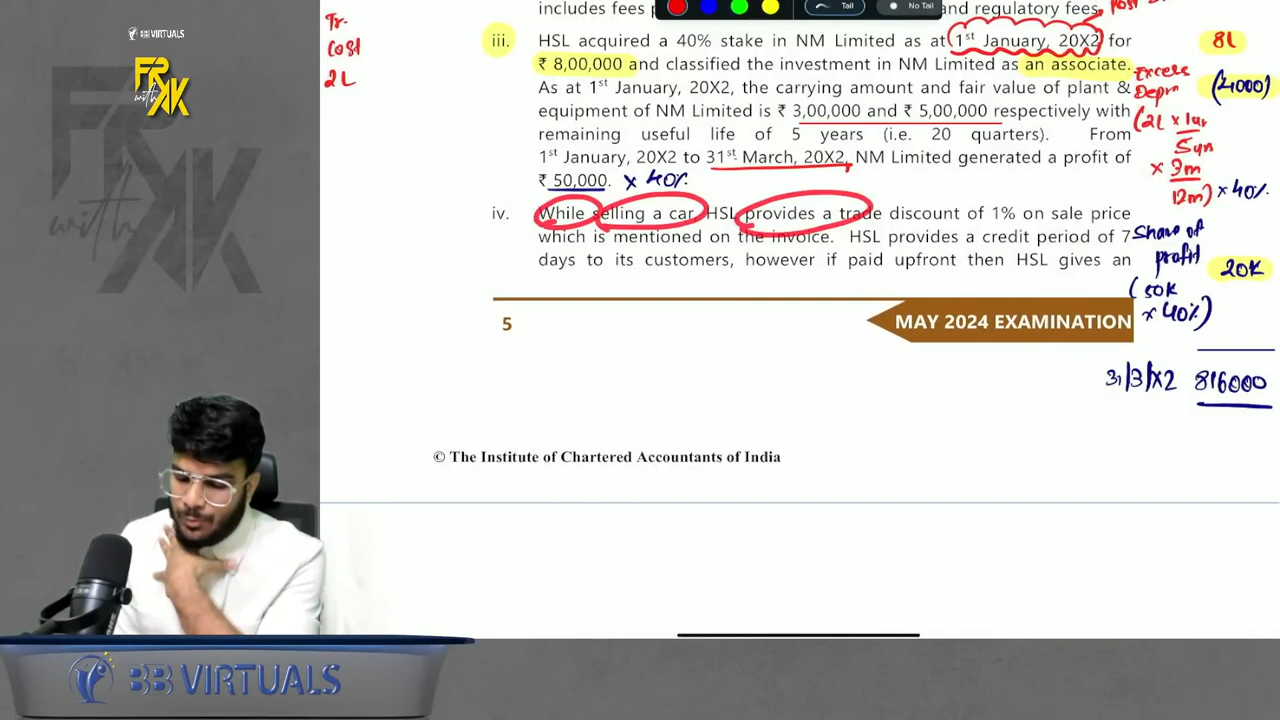 includes fees p
and regulatory fees.
Tail
No Tail
BB VIRTUALS
FR
with AK
Tr.
Cost
2L
iii. HSL acquired a 40% stake in NM Limited as at 1st January, 20X2 for
₹ 8,00,000 and classified the investment in NM Limited as an associate.
As at 1st January, 20X2, the carrying amount and fair value of plant &
equipment of NM Limited is ₹ 3,00,000 and ₹ 5,00,000 respectively with
remaining useful life of 5 years (i.e. 20 quarters). From
1st January, 20X2 to 31st March, 20X2, NM Limited generated a profit of
₹ 50,000. × 40%
iv. While selling a car, HSL provides a trade discount of 1% on sale price
which is mentioned on the invoice. HSL provides a credit period of 7
days to its customers, however if paid upfront then HSL gives an
8L
Excess
Deprn (4000)
(2L × 1
5
× 3m
12m) × 40%
Share of
profit 20K
(50K
× 40%)
31/3/X2 816000
5
MAY 2024 EXAMINATION
© The Institute of Chartered Accountants of India
BB VIRTUALS